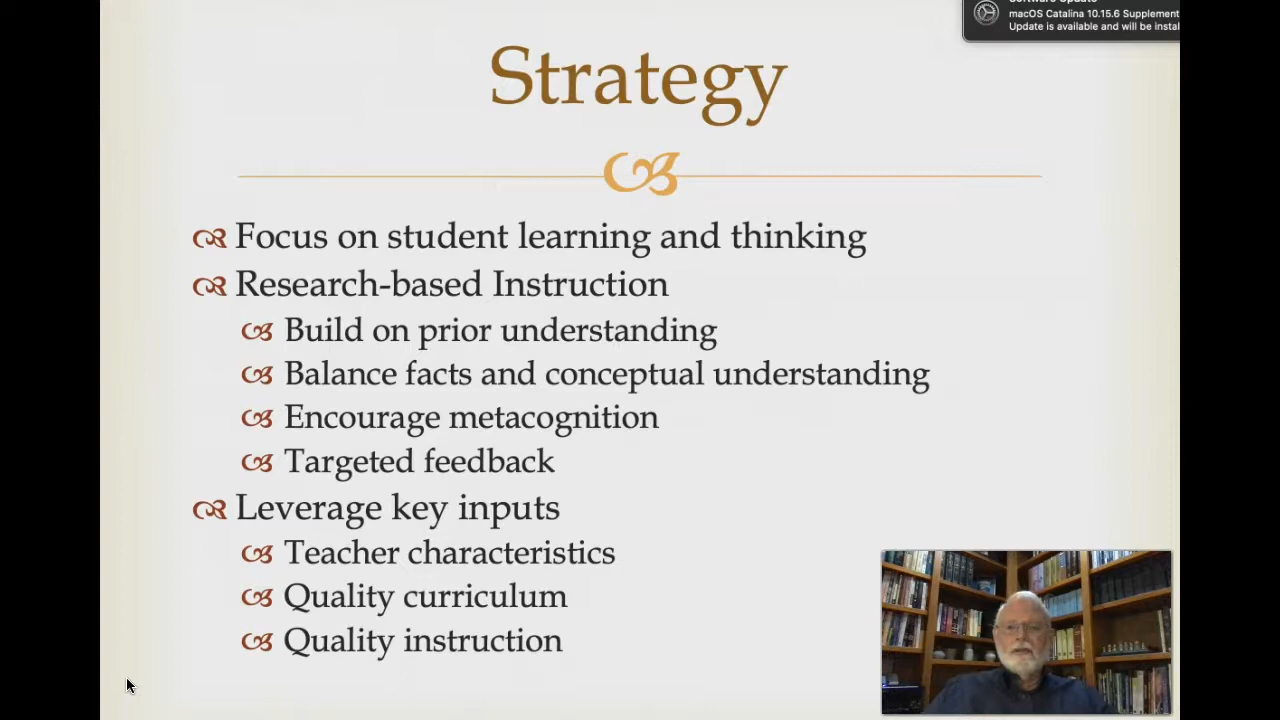 Software Update
macOS Catalina 10.15.6 Supplement
Update is available and will be instal
Strategy
Focus on student learning and thinking
Research-based Instruction
Build on prior understanding
Balance facts and conceptual understanding
Encourage metacognition
Targeted feedback
Leverage key inputs
Teacher characteristics
Quality curriculum
Quality instruction